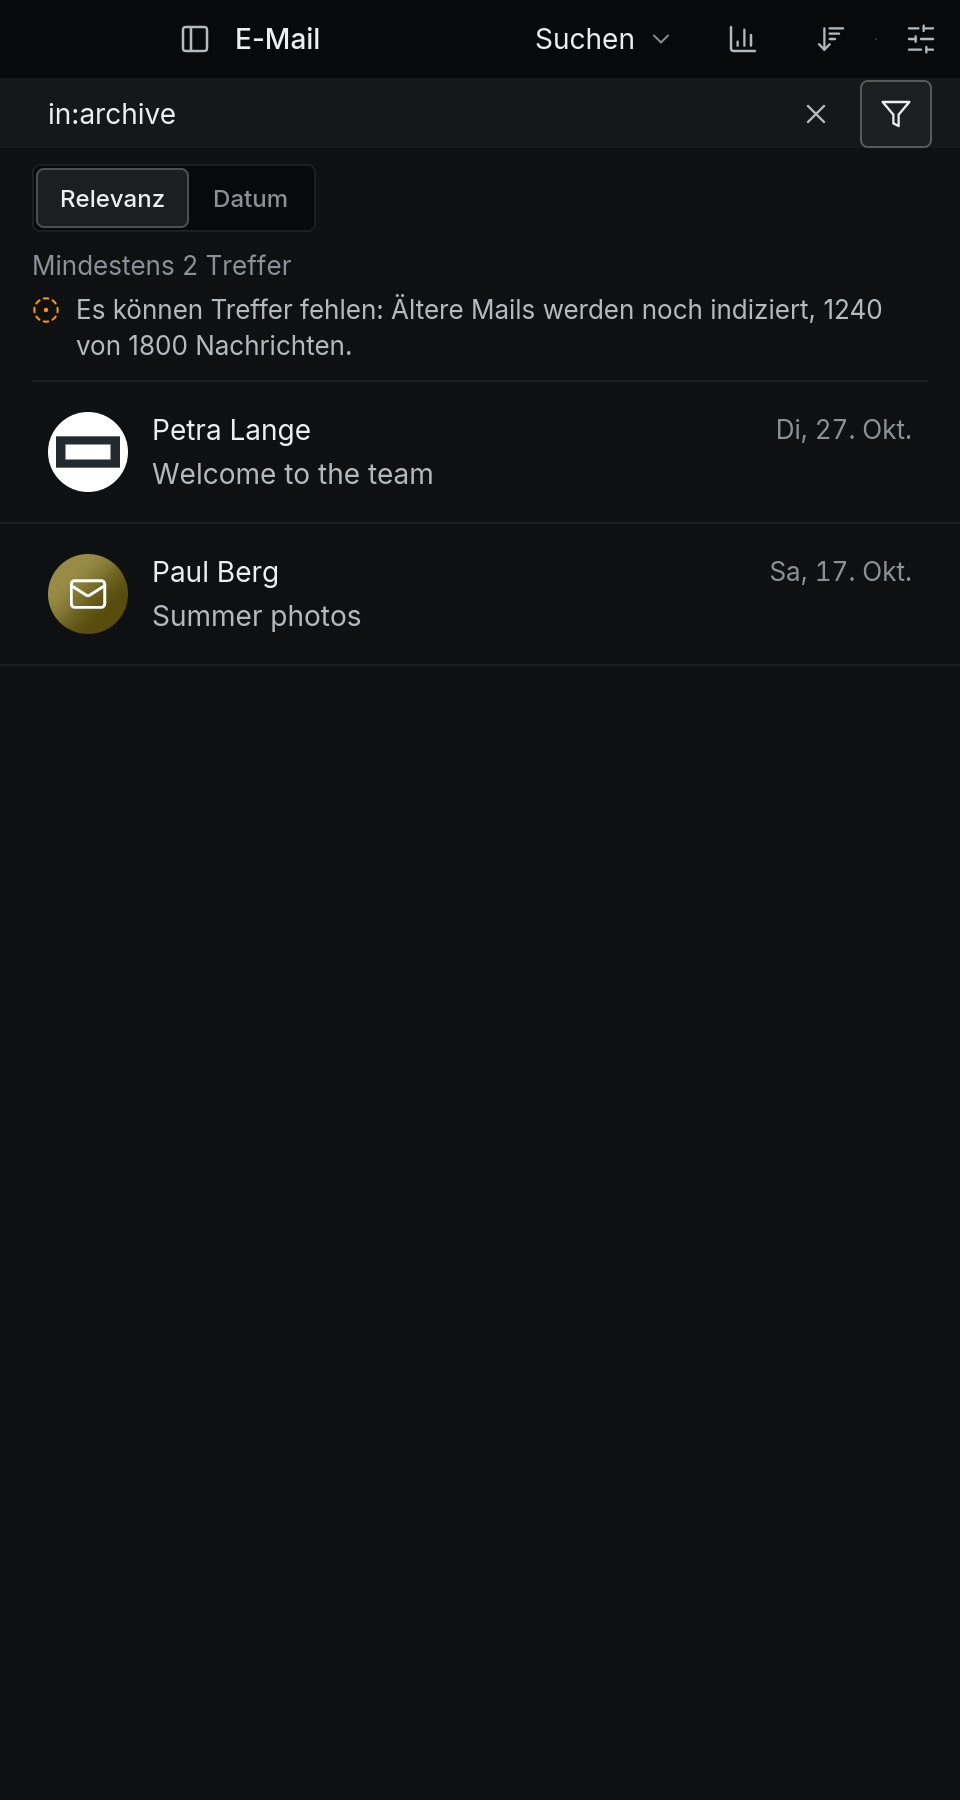 E-Mail
Suchen
in:archive
Relevanz Datum
Mindestens 2 Treffer
Es können Treffer fehlen: Ältere Mails werden noch indiziert, 1240
von 1800 Nachrichten.
Petra Lange Di, 27. Okt.
Welcome to the team
Paul Berg Sa, 17. Okt.
Summer photos